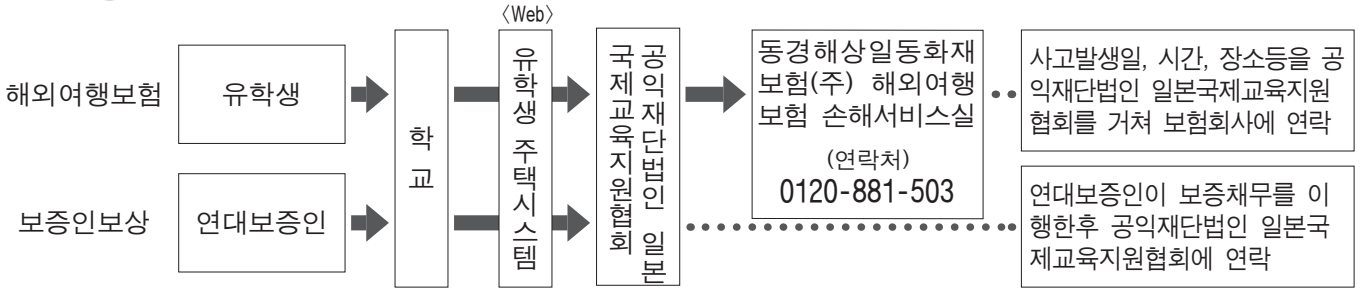 〈Web〉
해외여행보험
유학생
학교
유학생 주택시스템
공익재단법인 일본
국제교육지원협회
동경해상일동화재
보험(주) 해외여행
보험 손해서비스실
(연락처)
0120-881-503
사고발생일, 시간, 장소등을 공
익재단법인 일본국제교육지원
협회를 거쳐 보험회사에 연락
보증인보상
연대보증인
연대보증인이 보증채무를 이
행한후 공익재단법인 일본국
제교육지원협회에 연락